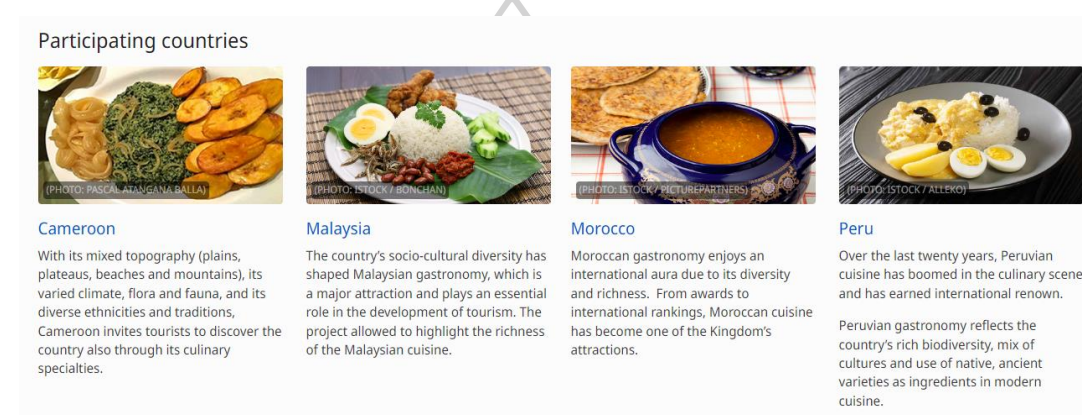 Participating countries
(PHOTO: PASCAL ATANGANA BALLA)
(PHOTO: ISTOCK / BONCHAN)
(PHOTO: ISTOCK / PICTUREPARTNERS)
(PHOTO: ISTOCK / ALLEKO)
Cameroon
With its mixed topography (plains,
plateaus, beaches and mountains), its
varied climate, flora and fauna, and its
diverse ethnicities and traditions,
Cameroon invites tourists to discover the
country also through its culinary
specialties.
Malaysia
The country's socio-cultural diversity has
shaped Malaysian gastronomy, which is
a major attraction and plays an essential
role in the development of tourism. The
project allowed to highlight the richness
of the Malaysian cuisine.
Morocco
Moroccan gastronomy enjoys an
international aura due to its diversity
and richness.  From awards to
international rankings, Moroccan cuisine
has become one of the Kingdom's
attractions.
Peru
Over the last twenty years, Peruvian
cuisine has boomed in the culinary scene
and has earned international renown.
Peruvian gastronomy reflects the
country's rich biodiversity, mix of
cultures and use of native, ancient
varieties as ingredients in modern
cuisine.